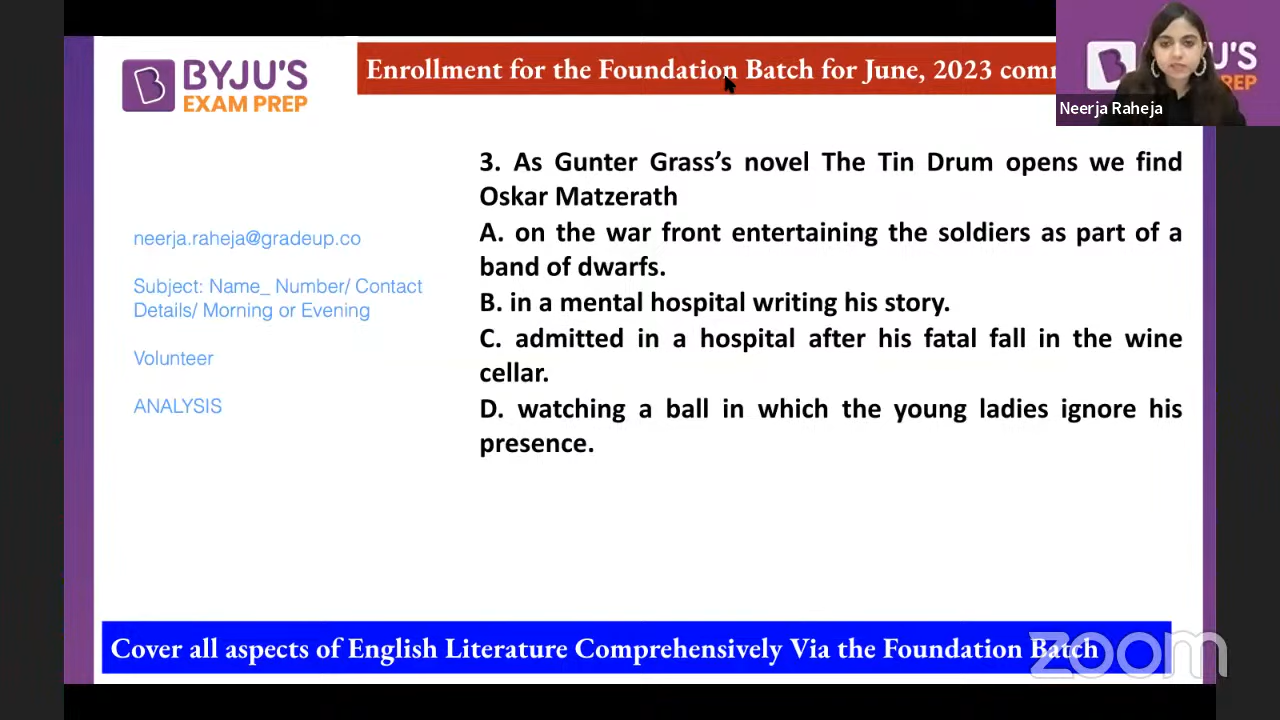 BYJU'S
EXAM PREP
Enrollment for the Foundation Batch for June, 2023 com
Neerja Raheja
3. As Gunter Grass’s novel The Tin Drum opens we find
Oskar Matzerath
A. on the war front entertaining the soldiers as part of a
band of dwarfs.
B. in a mental hospital writing his story.
C. admitted in a hospital after his fatal fall in the wine
cellar.
D. watching a ball in which the young ladies ignore his
presence.
neerja.raheja@gradeup.co
Subject: Name_ Number/ Contact
Details/ Morning or Evening
Volunteer
ANALYSIS
Cover all aspects of English Literature Comprehensively Via the Foundation Batch
zoom